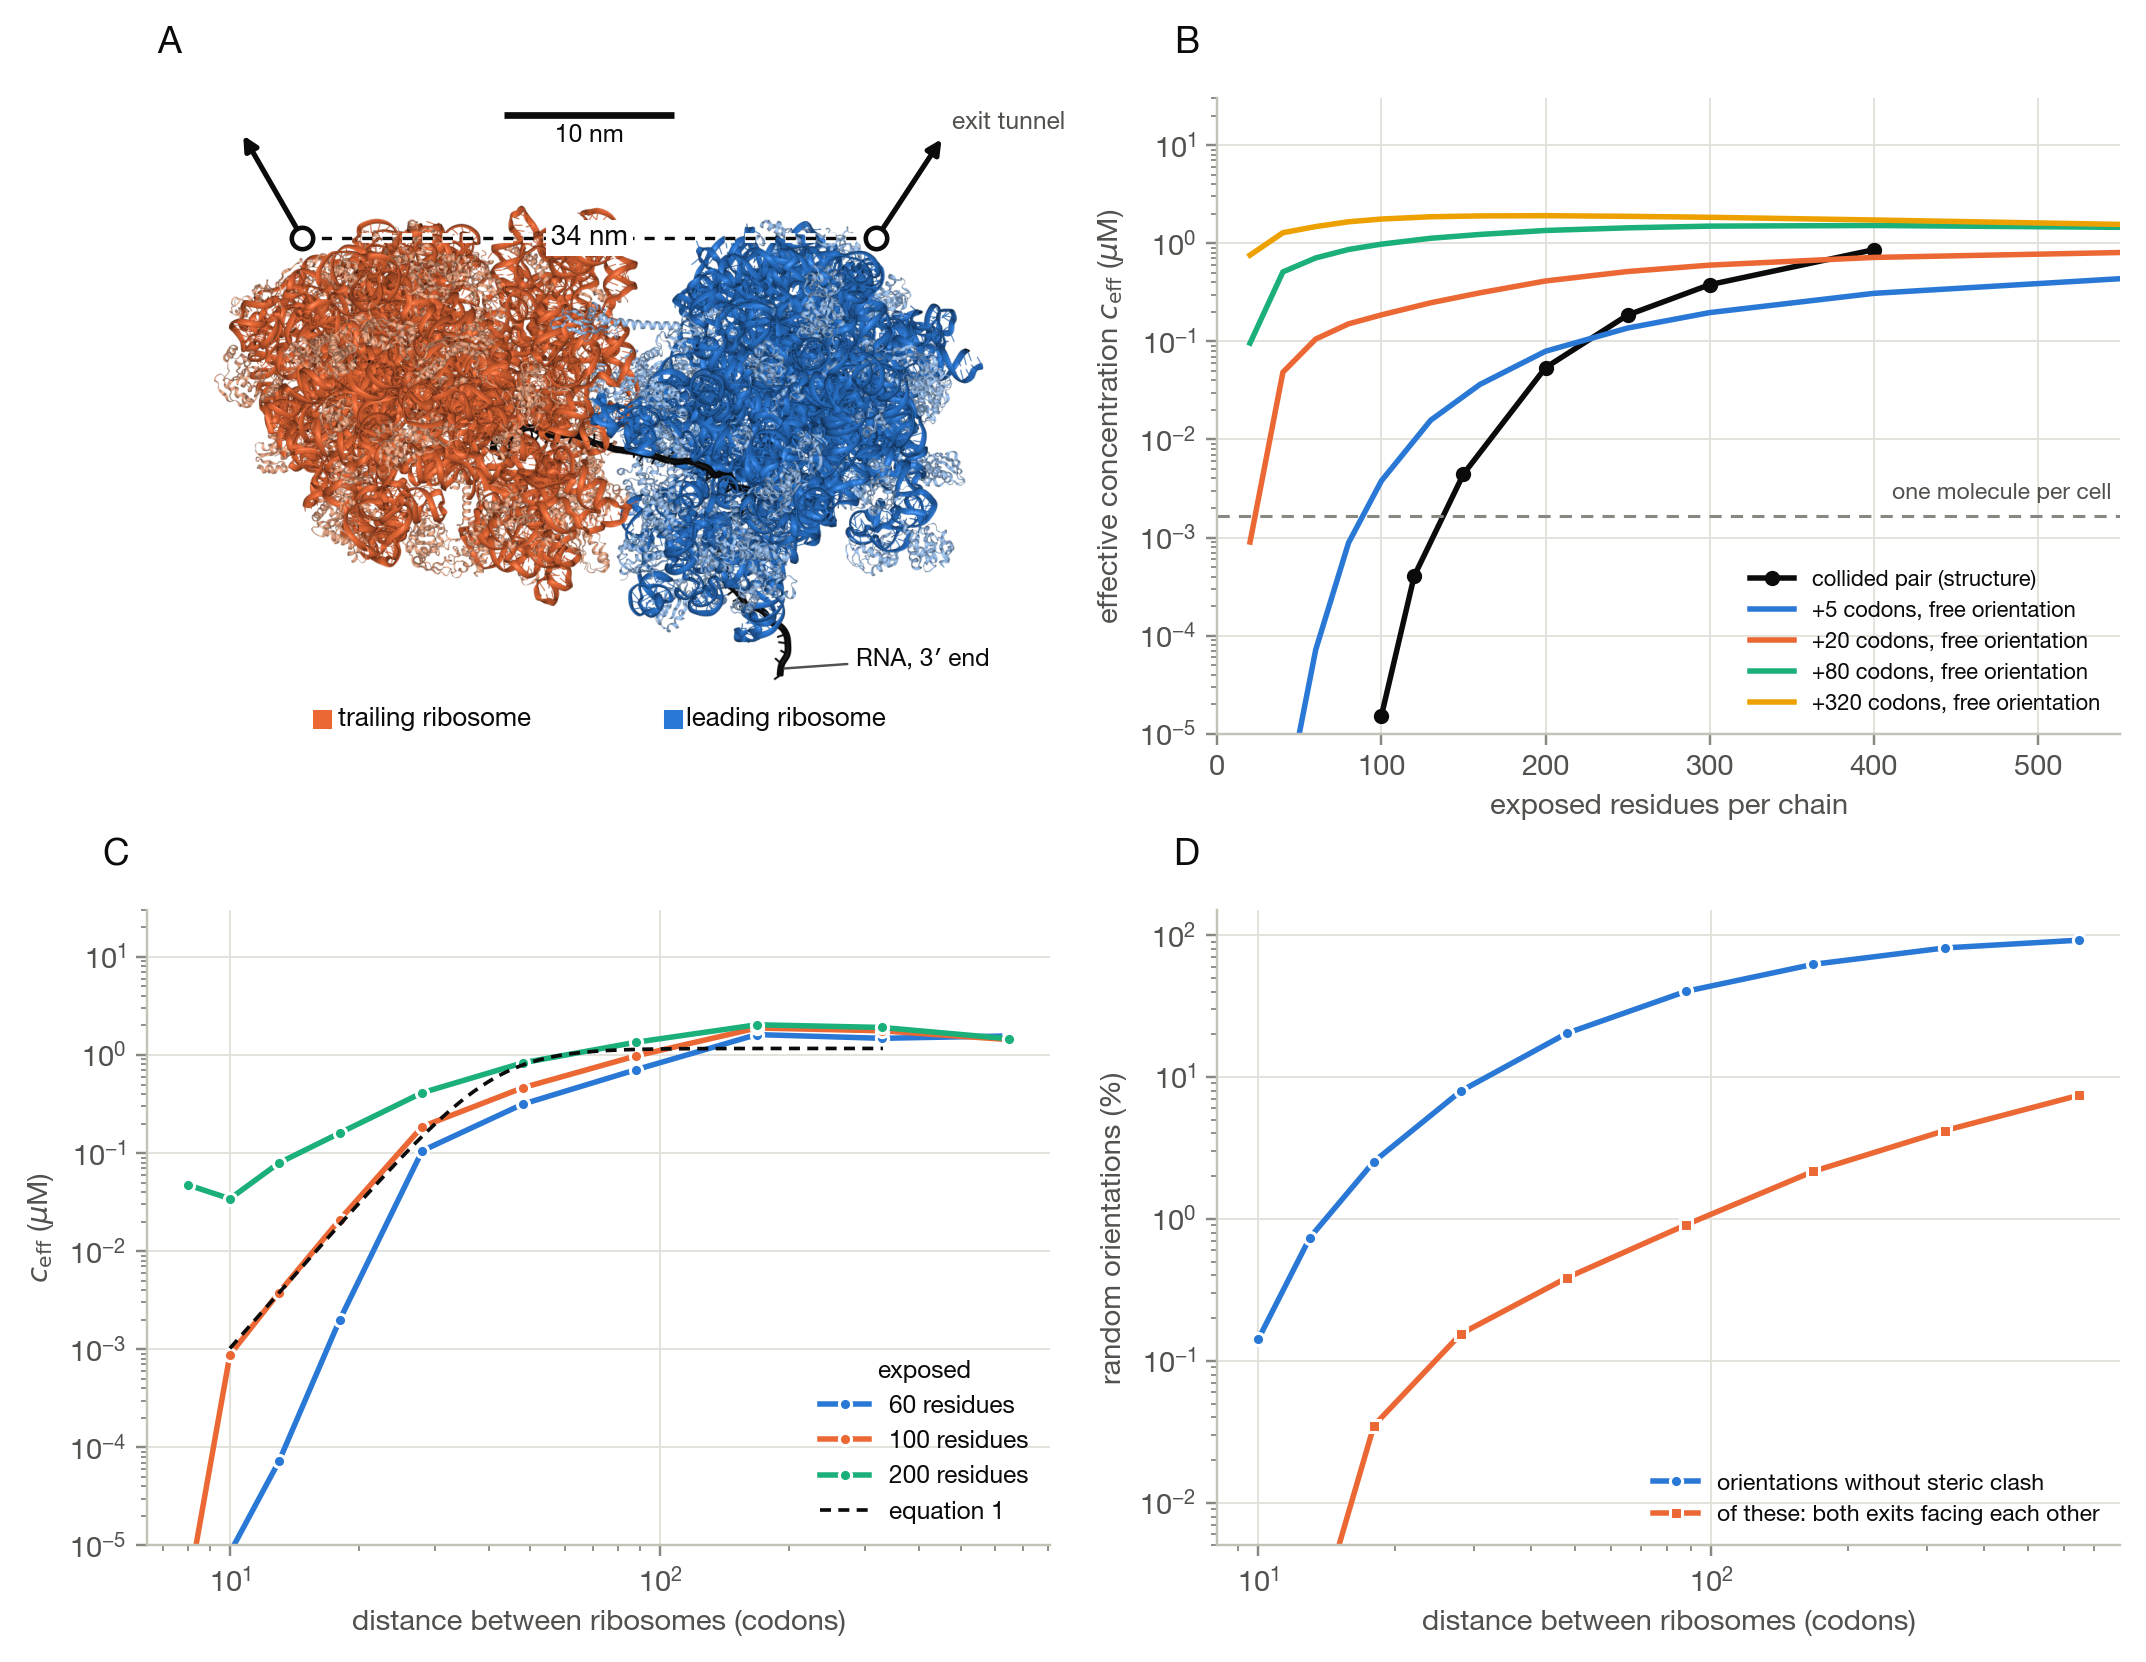 A
10 nm
exit tunnel
34 nm
RNA, 3′ end
trailing ribosome
leading ribosome
B
effective concentration c_eff (μM)
10¹
10⁰
10⁻¹
10⁻²
10⁻³
10⁻⁴
10⁻⁵
one molecule per cell
collided pair (structure)
+5 codons, free orientation
+20 codons, free orientation
+80 codons, free orientation
+320 codons, free orientation
0 100 200 300 400 500
exposed residues per chain
C
c_eff (μM)
10¹
10⁰
10⁻¹
10⁻²
10⁻³
10⁻⁴
10⁻⁵
exposed
60 residues
100 residues
200 residues
equation 1
10¹ 10²
distance between ribosomes (codons)
D
random orientations (%)
10²
10¹
10⁰
10⁻¹
10⁻²
orientations without steric clash
of these: both exits facing each other
10¹ 10²
distance between ribosomes (codons)